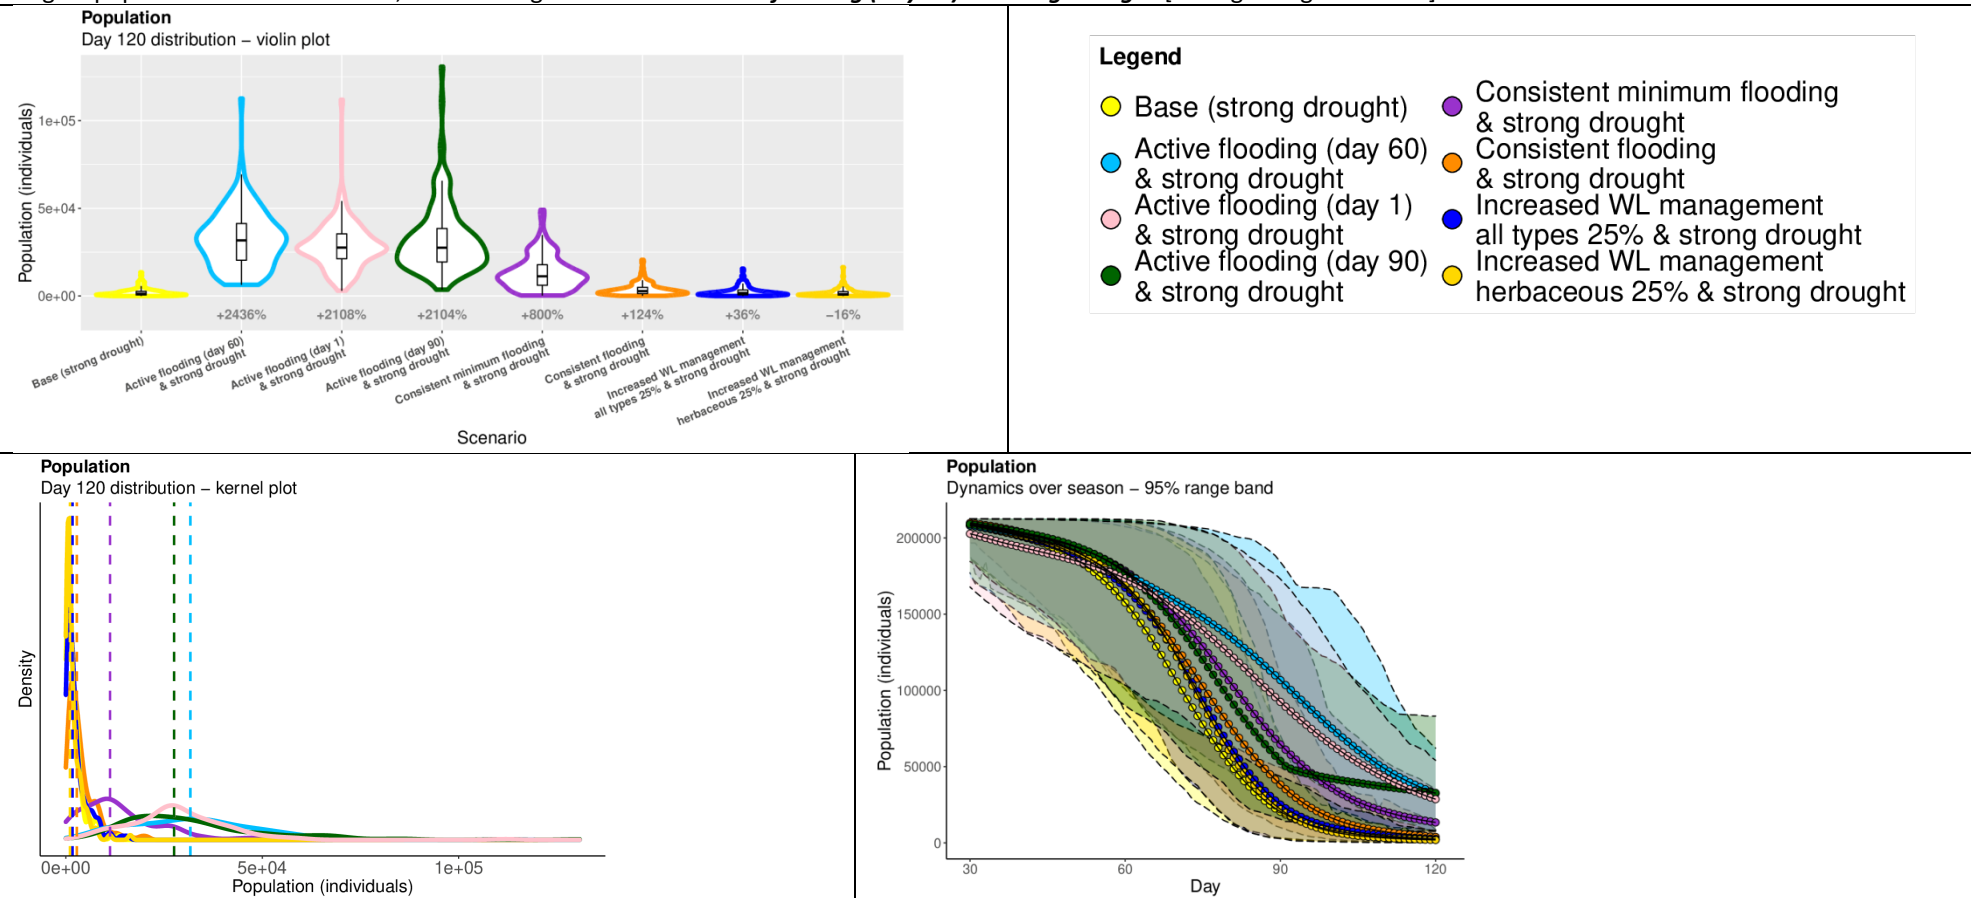 Population
Day 120 distribution – violin plot
Population (individuals)
1e+05
5e+04
0e+00
+2436%
+2108%
+2104%
+800%
+124%
+36%
−16%
Base (strong drought)
Active flooding (day 60)
& strong drought
Active flooding (day 1)
& strong drought
Active flooding (day 90)
& strong drought
Consistent minimum flooding
& strong drought
Consistent flooding
& strong drought
Increased WL management
all types 25% & strong drought
Increased WL management
herbaceous 25% & strong drought
Scenario
Legend
Base (strong drought)
Active flooding (day 60)
& strong drought
Active flooding (day 1)
& strong drought
Active flooding (day 90)
& strong drought
Consistent minimum flooding
& strong drought
Consistent flooding
& strong drought
Increased WL management
all types 25% & strong drought
Increased WL management
herbaceous 25% & strong drought
Population
Day 120 distribution – kernel plot
Density
0e+00
5e+04
1e+05
Population (individuals)
Population
Dynamics over season – 95% range band
Population (individuals)
200000
150000
100000
50000
0
30
60
90
120
Day